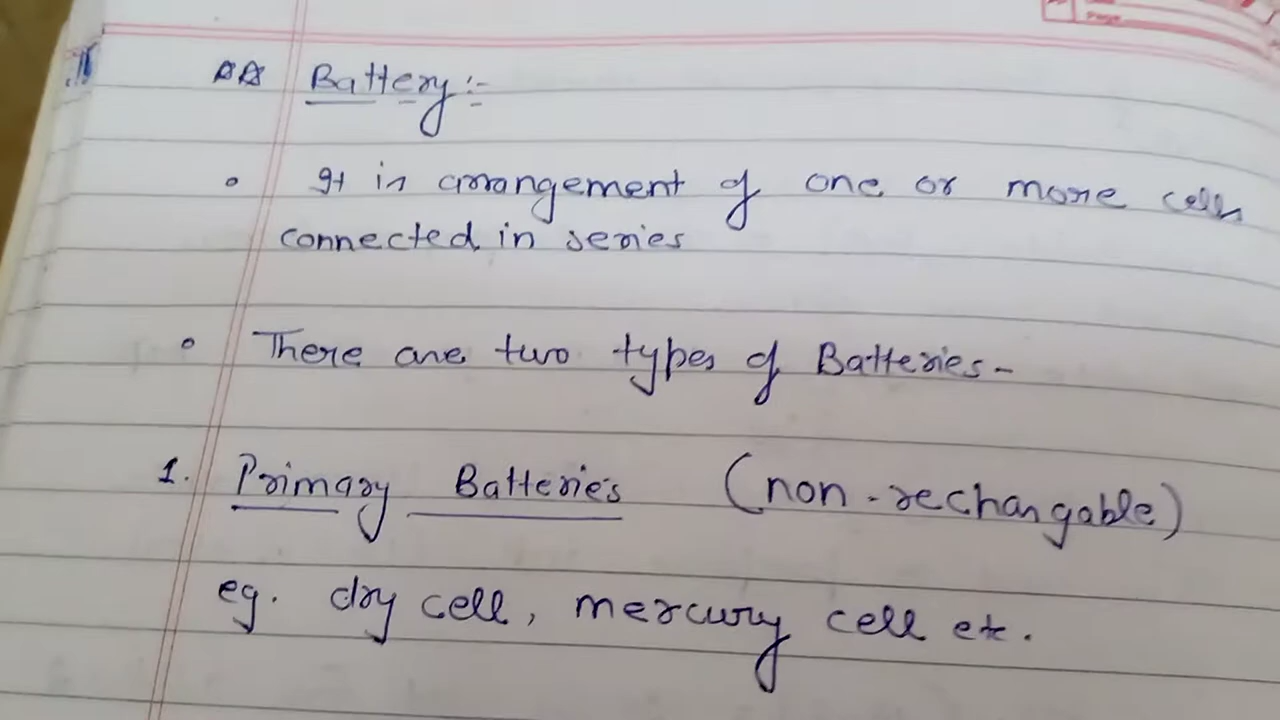 Battery :-
It is arrangement of one or more cells
connected in series
There are two types of Batteries -
1. Primary Batteries (non-rechangable)
eg. dry cell, mercury cell etc.
Page